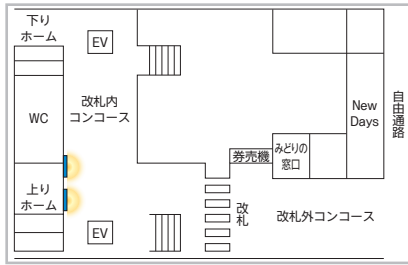 下り
ホーム
EV
WC
改札内
コンコース
上り
ホーム
EV
券売機
みどりの
窓口
New
Days
自由通路
改札
改札外コンコース